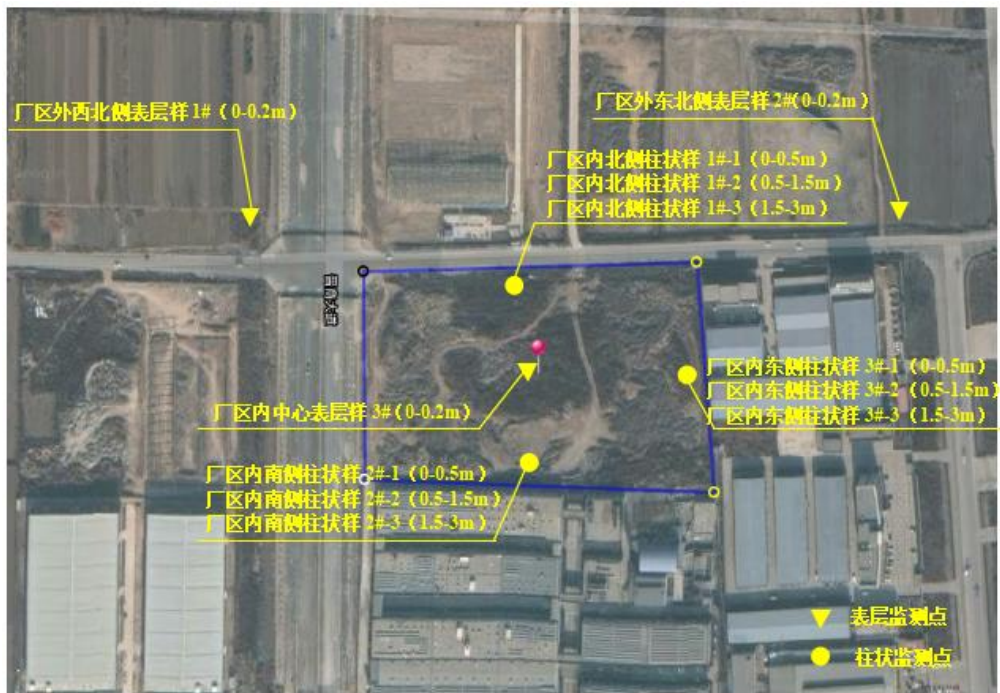 厂区外西北侧表层样 1#（0-0.2m）
厂区外东北侧表层样 2#(0-0.2m）
厂区内北侧柱状样 1#-1（0-0.5m）
厂区内北侧柱状样 1#-2（0.5-1.5m）
厂区内北侧柱状样 1#-3（1.5-3m）
厂区内东侧柱状样 3#-1（0-0.5m）
厂区内东侧柱状样 3#-2（0.5-1.5m）
厂区内东侧柱状样 3#-3（1.5-3m）
厂区内中心表层样 3#（0-0.2m）
厂区内南侧柱状样 2#-1（0-0.5m）
厂区内南侧柱状样 2#-2（0.5-1.5m）
厂区内南侧柱状样 2#-3（1.5-3m）
表层监测点
柱状监测点